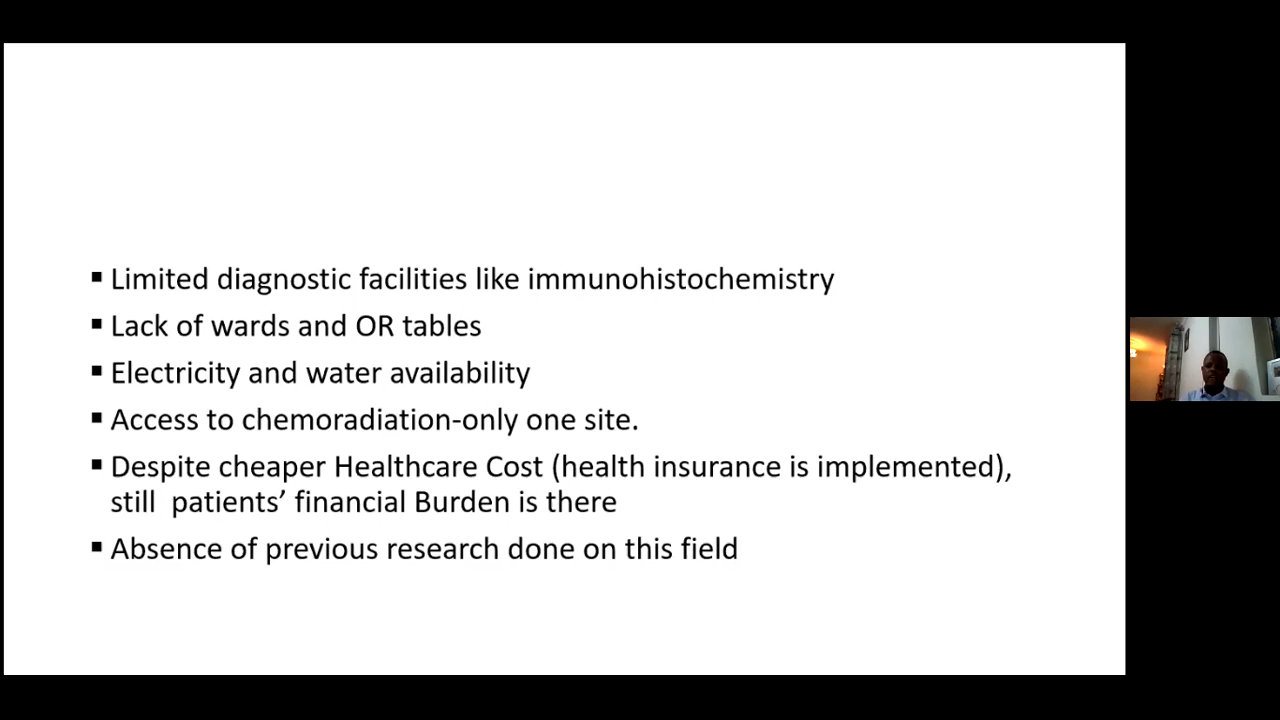 ▪ Limited diagnostic facilities like immunohistochemistry
▪ Lack of wards and OR tables
▪ Electricity and water availability
▪ Access to chemoradiation-only one site.
▪ Despite cheaper Healthcare Cost (health insurance is implemented),
still  patients’ financial Burden is there
▪ Absence of previous research done on this field